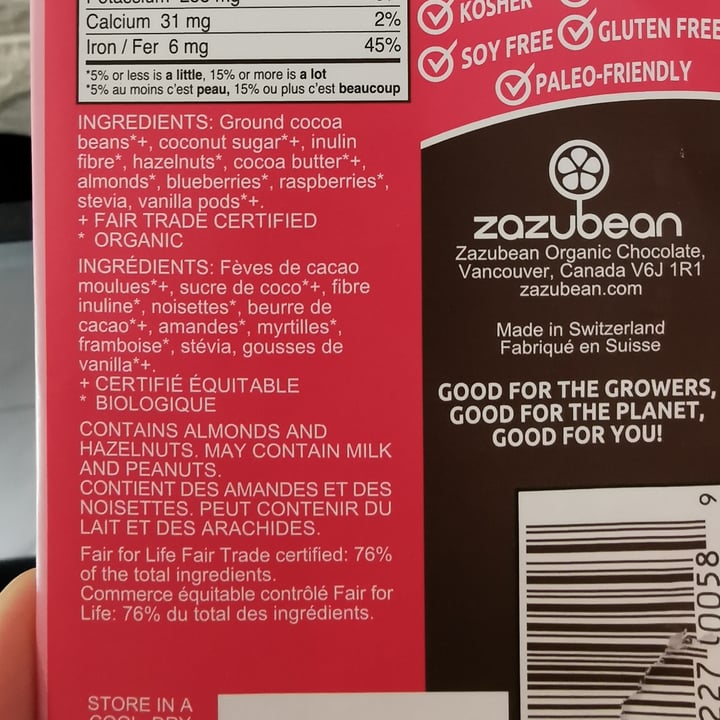 Calcium 31 mg 2%
Iron / Fer 6 mg 45%
*5% or less is a little, 15% or more is a lot
*5% au moins c'est peau, 15% ou plus c'est beaucoup
INGREDIENTS: Ground cocoa
beans*+, coconut sugar*+, inulin
fibre*, hazelnuts*, cocoa butter*+,
almonds*, blueberries*, raspberries*,
stevia, vanilla pods*+.
+ FAIR TRADE CERTIFIED
* ORGANIC
INGRÉDIENTS: Fèves de cacao
moulues*+, sucre de coco*+, fibre
inuline*, noisettes*, beurre de
cacao*+, amandes*, myrtilles*,
framboise*, stévia, gousses de
vanilla*+.
+ CERTIFIÉ ÉQUITABLE
* BIOLOGIQUE
CONTAINS ALMONDS AND
HAZELNUTS. MAY CONTAIN MILK
AND PEANUTS.
CONTIENT DES AMANDES ET DES
NOISETTES. PEUT CONTENIR DU
LAIT ET DES ARACHIDES.
Fair for Life Fair Trade certified: 76%
of the total ingredients.
Commerce équitable contrôlé Fair for
Life: 76% du total des ingrédients.
STORE IN A
KOSHER
SOY FREE GLUTEN FREE
PALEO-FRIENDLY
zazubean
Zazubean Organic Chocolate,
Vancouver, Canada V6J 1R1
zazubean.com
Made in Switzerland
Fabriqué en Suisse
GOOD FOR THE GROWERS,
GOOD FOR THE PLANET,
GOOD FOR YOU!
9